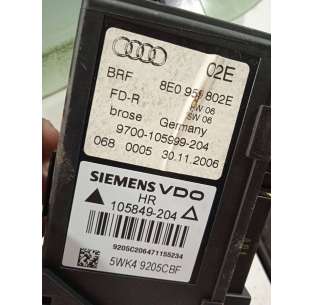 02E
BRF 8E0 959 802E
FD-R HW 06
SW 06
brose Germany
9700-105999-204
068 0005 30.11.2006
SIEMENS VDO
HR
105849-204
9205C206471155234
5WK4 9205CBF